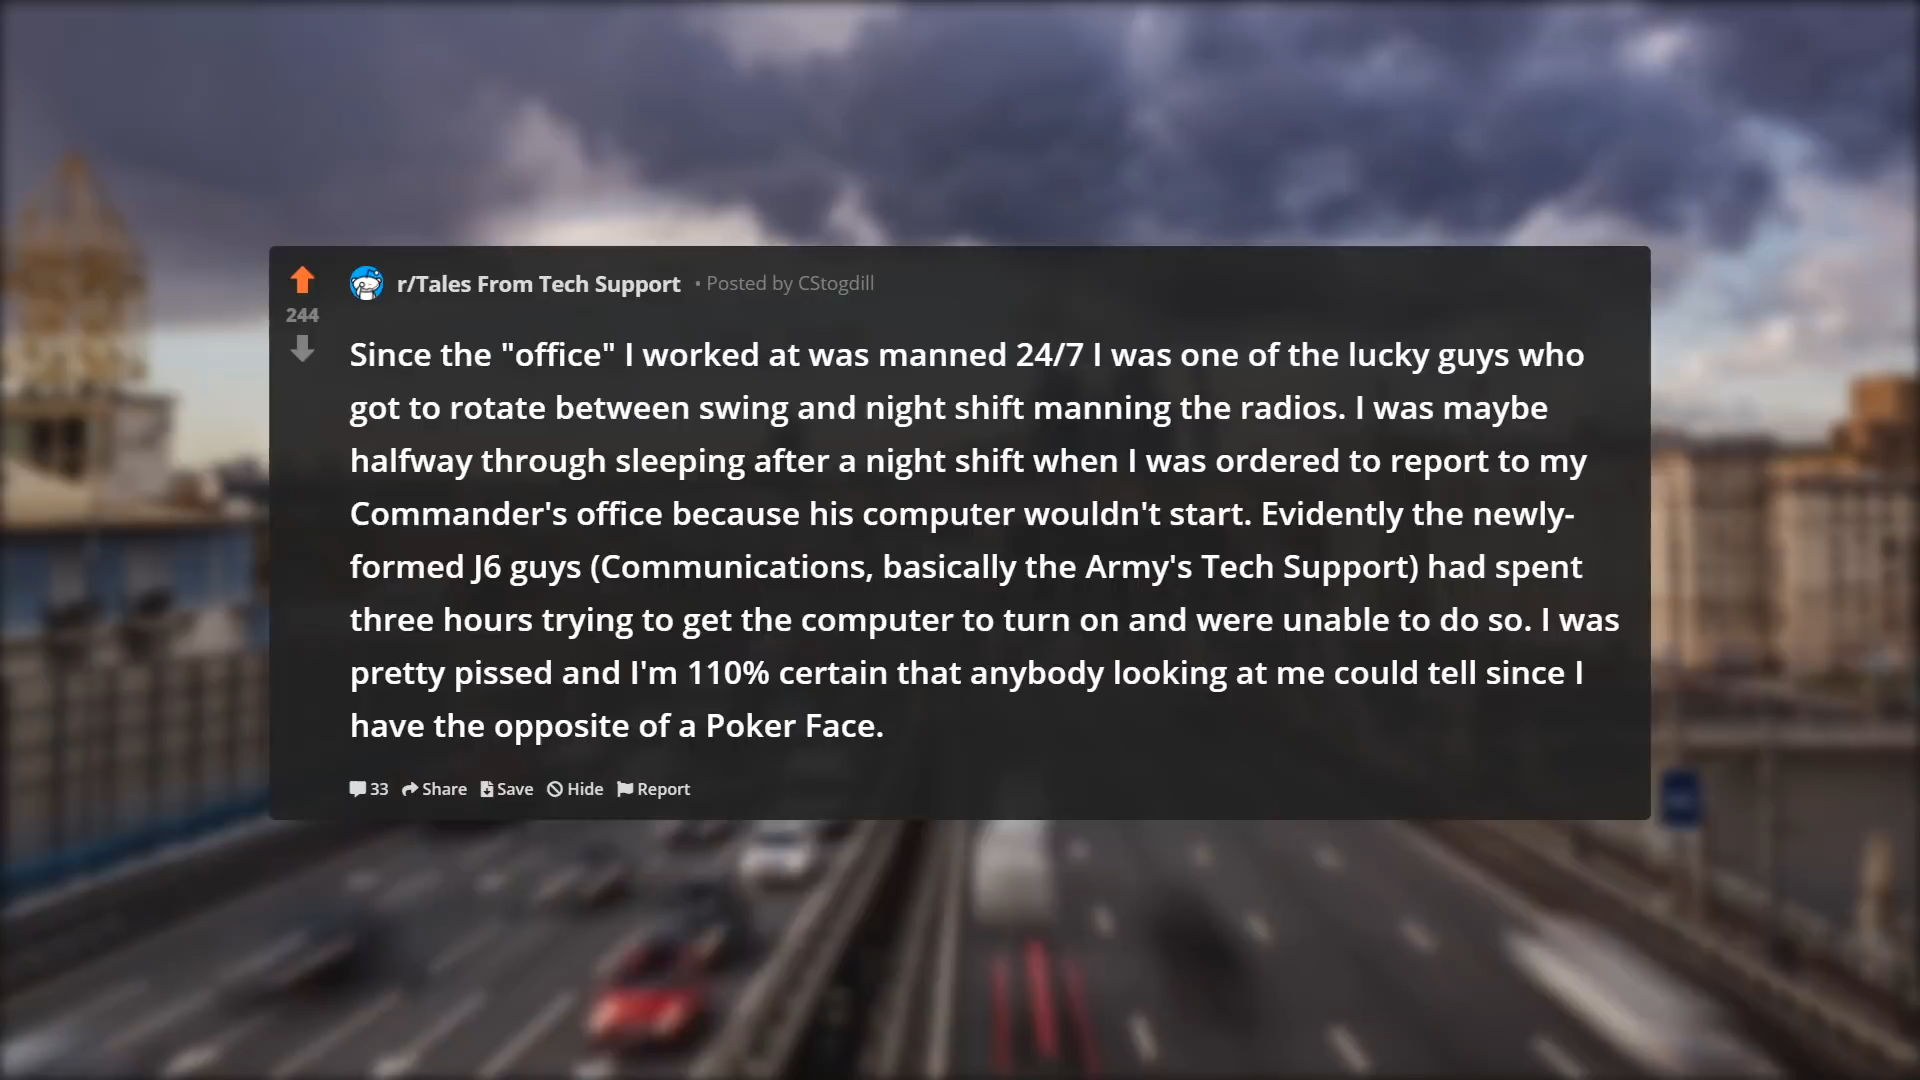 r/Tales From Tech Support • Posted by CStogdill
244
Since the "office" I worked at was manned 24/7 I was one of the lucky guys who
got to rotate between swing and night shift manning the radios. I was maybe
halfway through sleeping after a night shift when I was ordered to report to my
Commander's office because his computer wouldn't start. Evidently the newly-
formed J6 guys (Communications, basically the Army's Tech Support) had spent
three hours trying to get the computer to turn on and were unable to do so. I was
pretty pissed and I'm 110% certain that anybody looking at me could tell since I
have the opposite of a Poker Face.
33 Share Save Hide Report